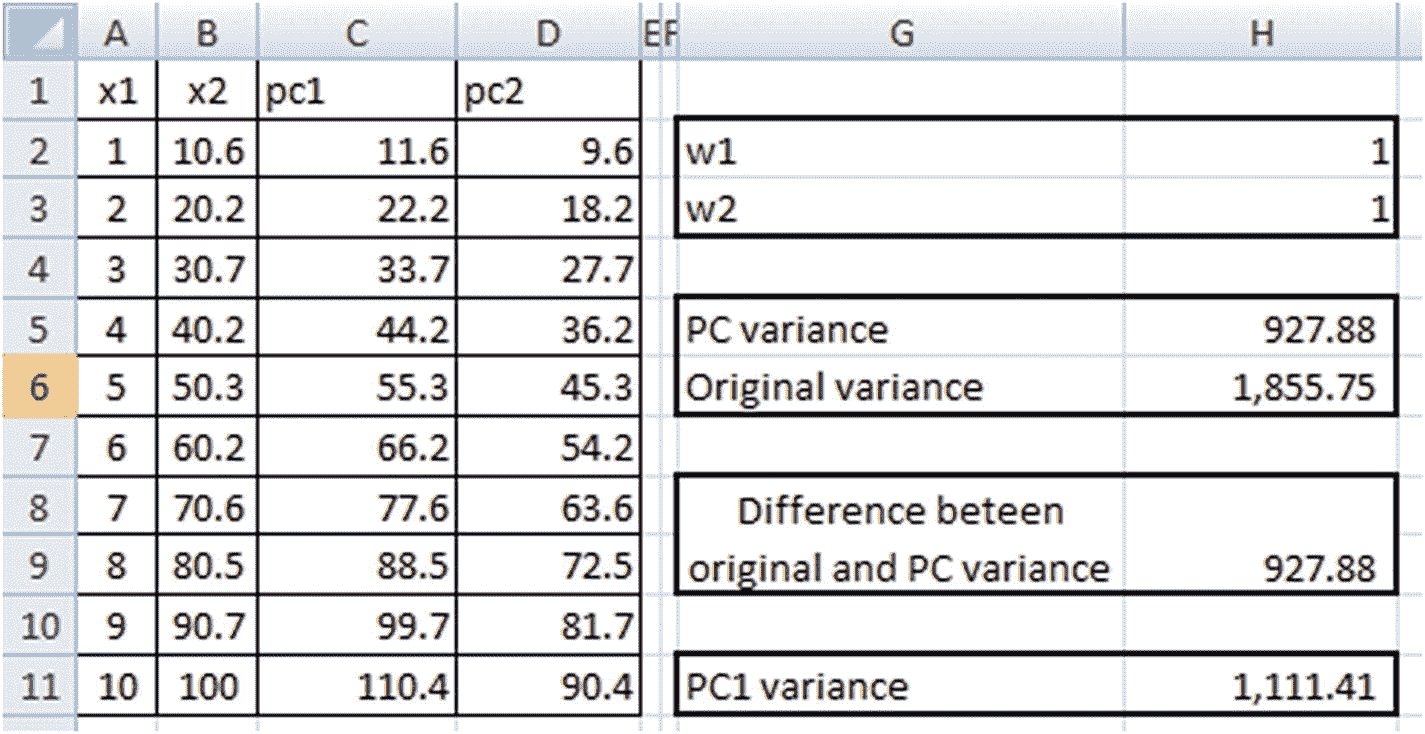 A B C D E F G H
1 x1 x2 pc1 pc2
2 1 10.6 11.6 9.6 w1 1
3 2 20.2 22.2 18.2 w2 1
4 3 30.7 33.7 27.7
5 4 40.2 44.2 36.2 PC variance 927.88
6 5 50.3 55.3 45.3 Original variance 1,855.75
7 6 60.2 66.2 54.2
8 7 70.6 77.6 63.6 Difference beteen
9 8 80.5 88.5 72.5 original and PC variance 927.88
10 9 90.7 99.7 81.7
11 10 100 110.4 90.4 PC1 variance 1,111.41